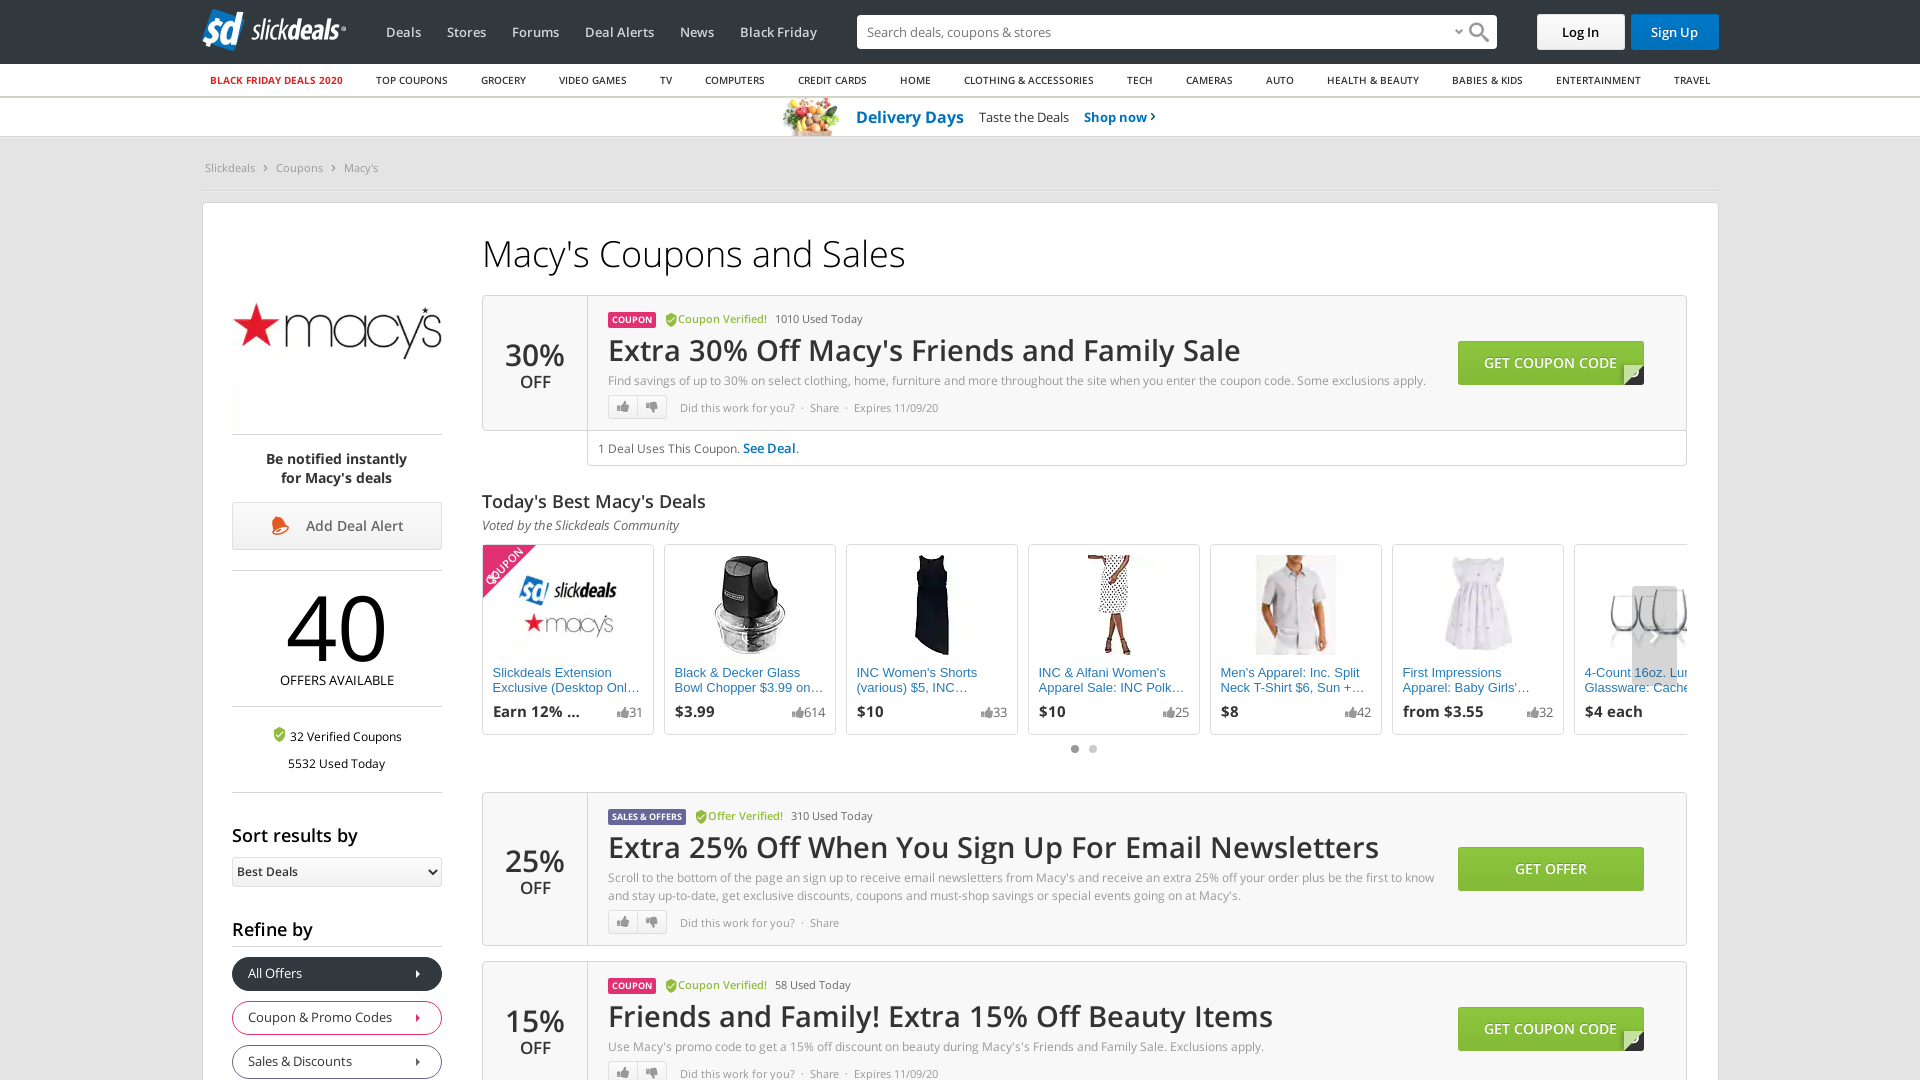 slickdeals
Deals
Stores
Forums
Deal Alerts
News
Black Friday
Search deals, coupons & stores
Log In
Sign Up
BLACK FRIDAY DEALS 2020
TOP COUPONS
GROCERY
VIDEO GAMES
TV
COMPUTERS
CREDIT CARDS
HOME
CLOTHING & ACCESSORIES
TECH
CAMERAS
AUTO
HEALTH & BEAUTY
BABIES & KIDS
ENTERTAINMENT
TRAVEL
Delivery Days Taste the Deals Shop now
Slickdeals > Coupons > Macy's
macy's
Be notified instantly
for Macy's deals
Add Deal Alert
40
OFFERS AVAILABLE
32 Verified Coupons
5532 Used Today
Sort results by
Best Deals
Refine by
All Offers
Coupon & Promo Codes
Sales & Discounts
Macy's Coupons and Sales
30%
OFF
COUPON Coupon Verified! 1010 Used Today
Extra 30% Off Macy's Friends and Family Sale
Find savings of up to 30% on select clothing, home, furniture and more throughout the site when you enter the coupon code. Some exclusions apply.
Did this work for you? · Share · Expires 11/09/20
GET COUPON CODE
1 Deal Uses This Coupon. See Deal.
Today's Best Macy's Deals
Voted by the Slickdeals Community
COUPON
slickdeals
macy's
Slickdeals Extension
Exclusive (Desktop Onl…
Earn 12% ... 31
Black & Decker Glass
Bowl Chopper $3.99 on…
$3.99 614
INC Women's Shorts
(various) $5, INC…
$10 33
INC & Alfani Women's
Apparel Sale: INC Polk…
$10 25
Men's Apparel: Inc. Split
Neck T-Shirt $6, Sun +…
$8 42
First Impressions
Apparel: Baby Girls'…
from $3.55 32
4-Count 16oz. Lu
Glassware: Cache
$4 each
25%
OFF
SALES & OFFERS Offer Verified! 310 Used Today
Extra 25% Off When You Sign Up For Email Newsletters
Scroll to the bottom of the page an sign up to receive email newsletters from Macy's and receive an extra 25% off your order plus be the first to know
and stay up-to-date, get exclusive discounts, coupons and must-shop savings or special events going on at Macy's.
Did this work for you? · Share
GET OFFER
15%
OFF
COUPON Coupon Verified! 58 Used Today
Friends and Family! Extra 15% Off Beauty Items
Use Macy's promo code to get a 15% off discount on beauty during Macy's's Friends and Family Sale. Exclusions apply.
Did this work for you? · Share · Expires 11/09/20
GET COUPON CODE